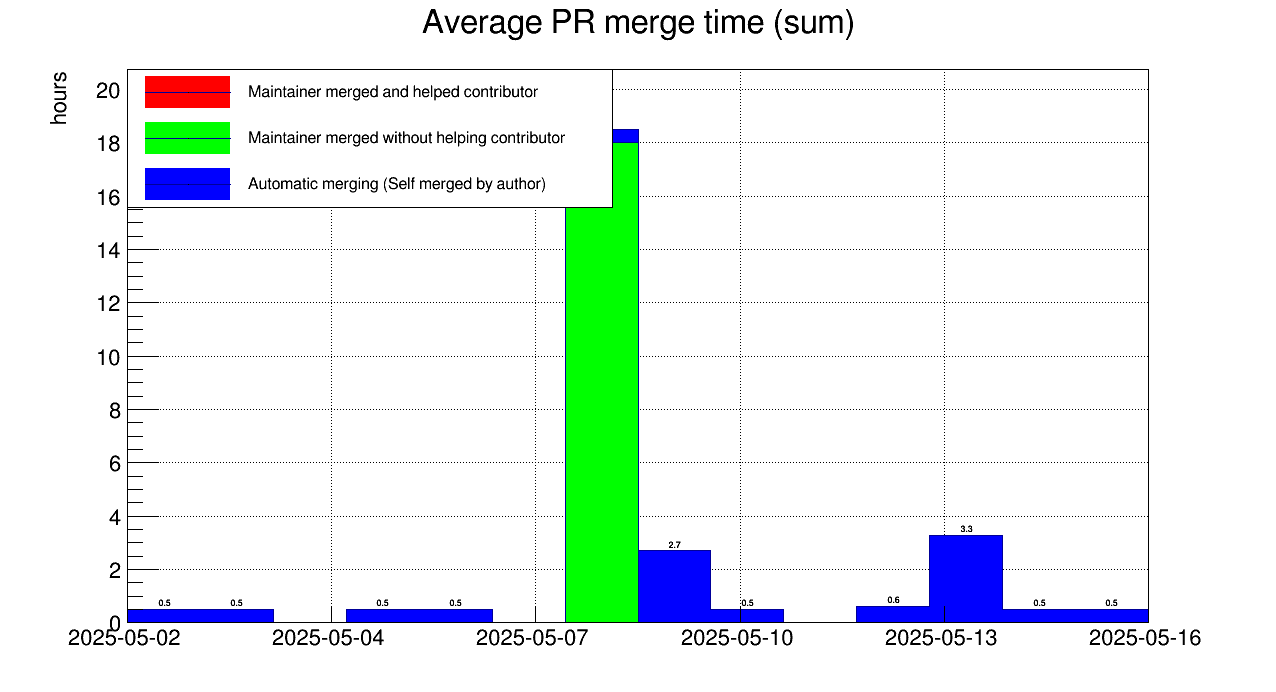 Average PR merge time (sum)
hours
Maintainer merged and helped contributor
Maintainer merged without helping contributor
Automatic merging (Self merged by author)
20
18
16
14
12
10
8
6
4
2
0
0.5 0.5 0.5 0.5 2.7 0.5 0.6 3.3 0.5 0.5
2025-05-02 2025-05-04 2025-05-07 2025-05-10 2025-05-13 2025-05-16